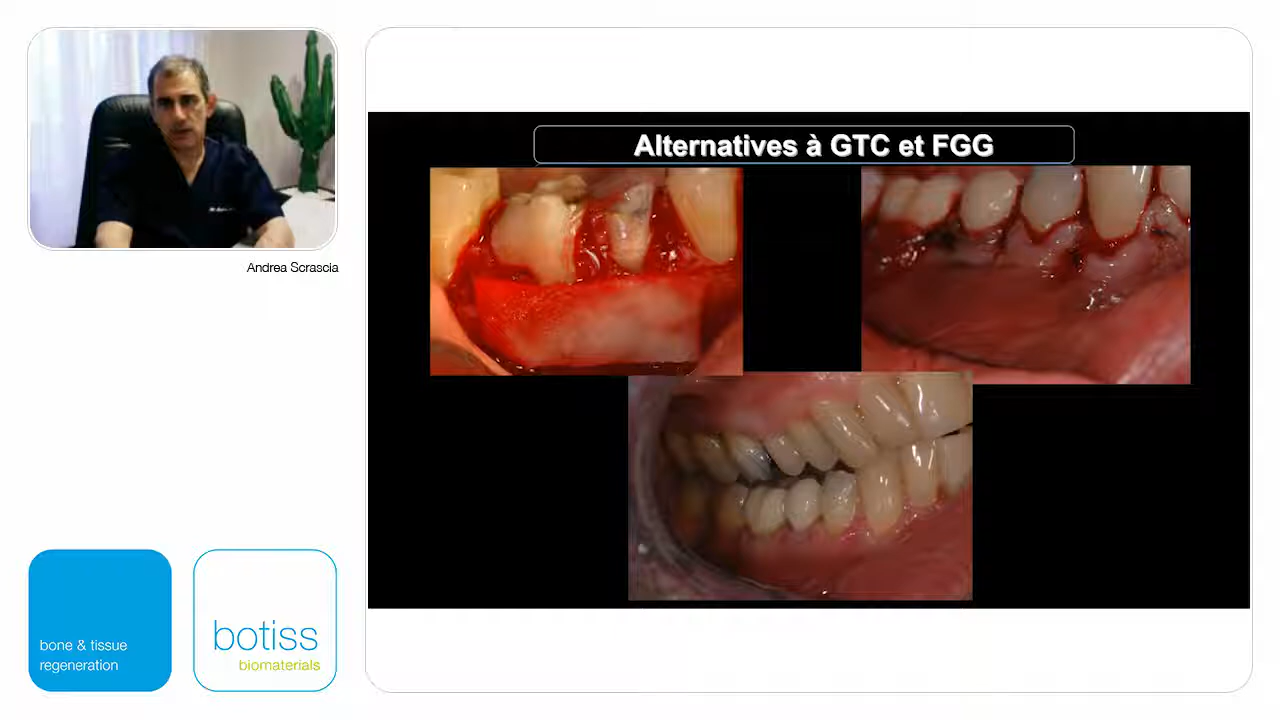 Alternatives à GTC et FGG
Andrea Scrascia
bone & tissue
regeneration
botiss
biomaterials